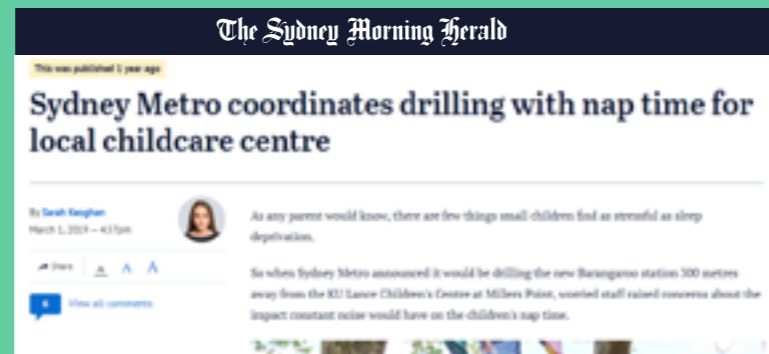 The Sydney Morning Herald
This was published 1 year ago
Sydney Metro coordinates drilling with nap time for
local childcare centre
By Sarah Keoghan
March 1, 2019 — 4.57pm
Share A A A
View all comments
As any parent would know, there are few things small children find as stressful as sleep
deprivation.
So when Sydney Metro announced it would be drilling the new Barangaroo station 300 metres
away from the KU Lance Children's Centre at Millers Point, worried staff raised concerns about the
impact constant noise would have on the children's nap time.